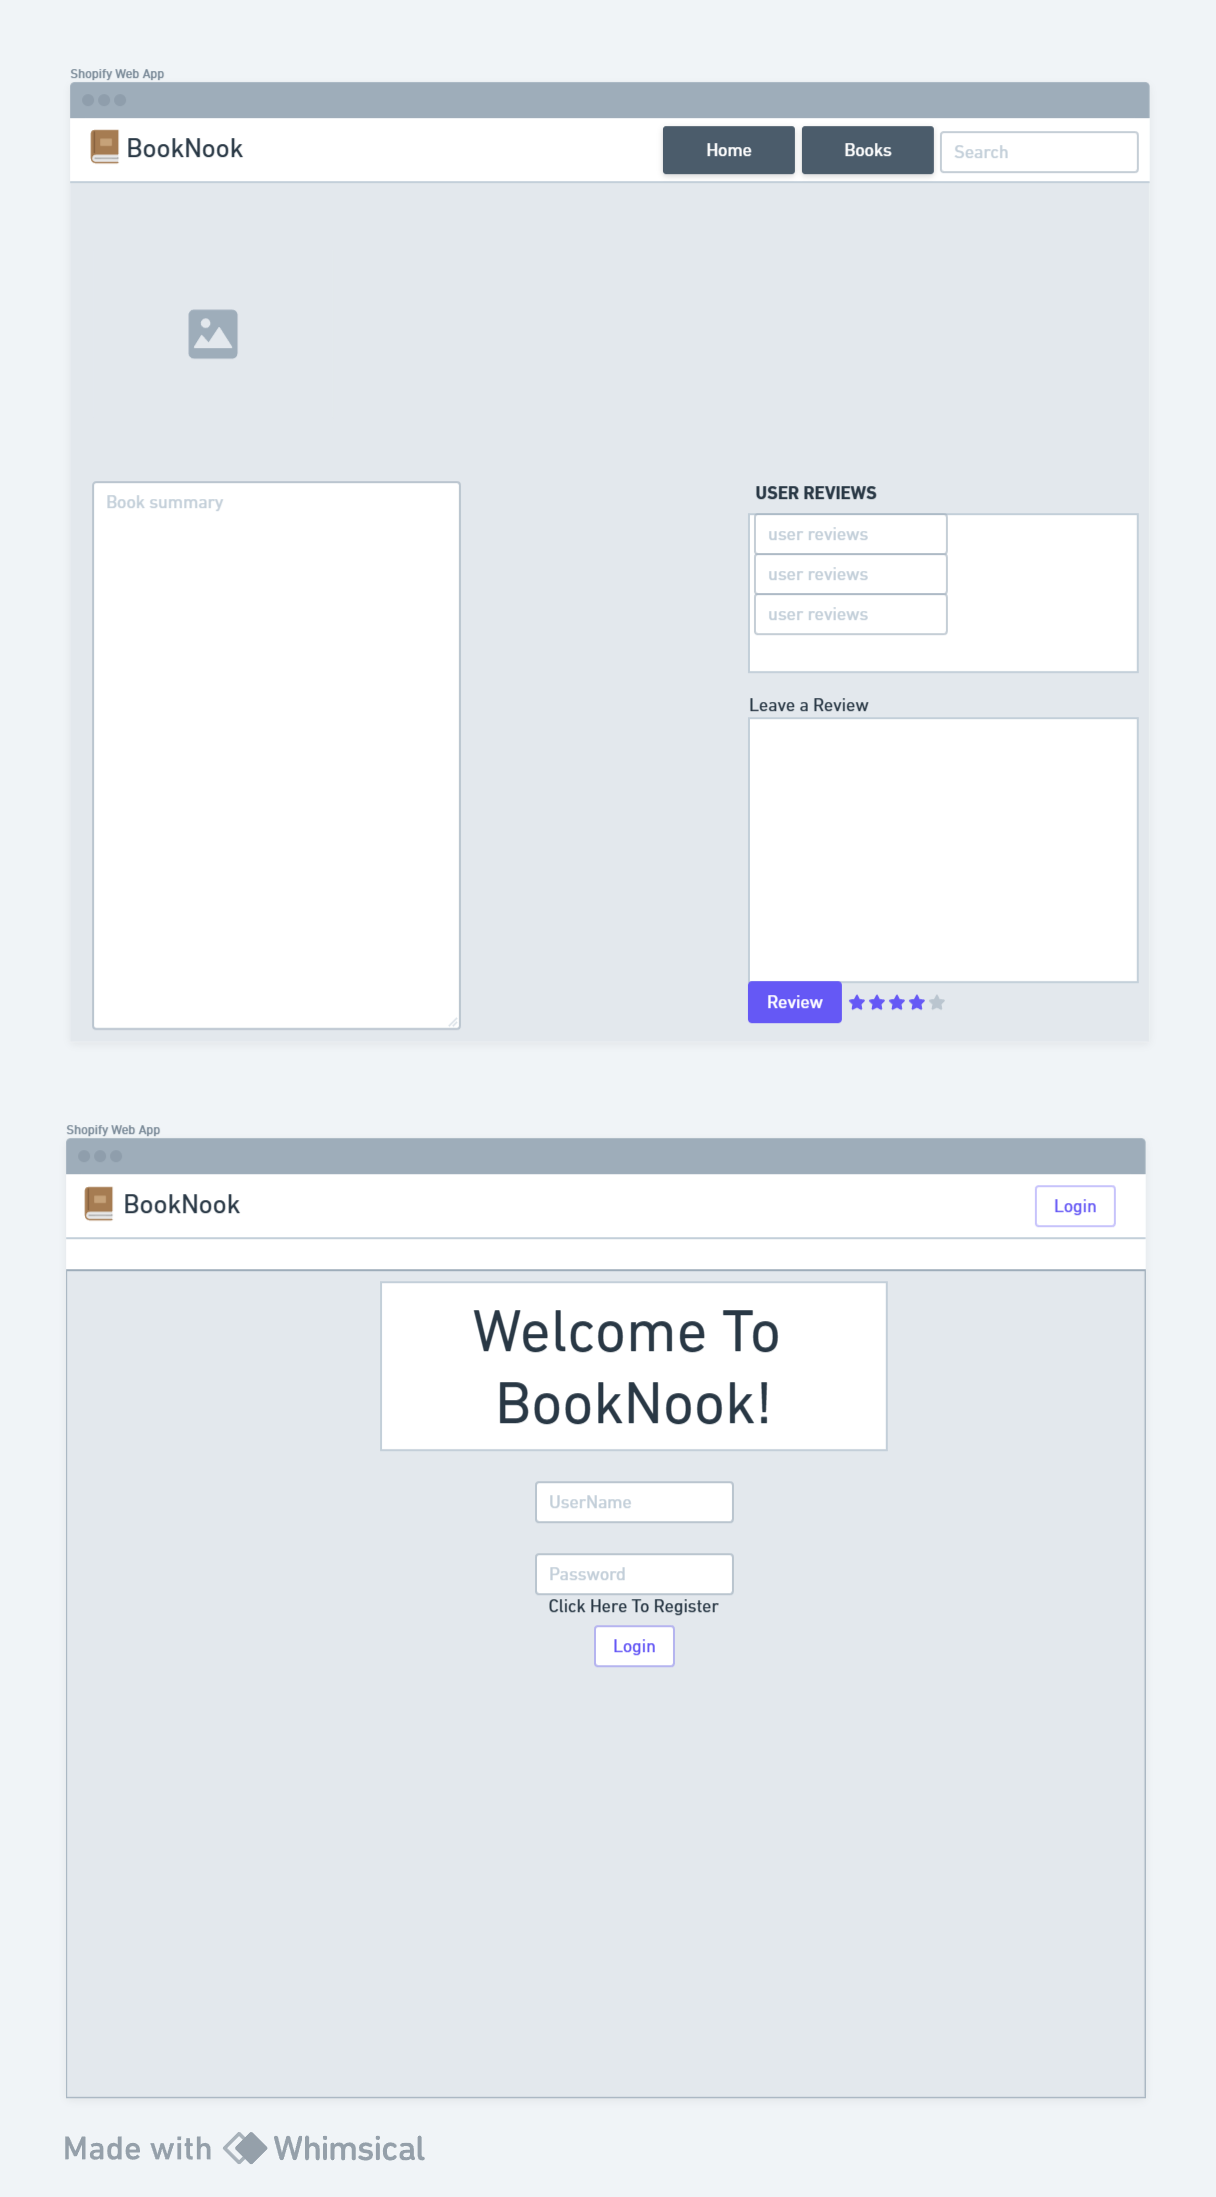 Shopify Web App
BookNook
Home
Books
Search
Book summary
USER REVIEWS
user reviews
user reviews
user reviews
Leave a Review
Review
Shopify Web App
BookNook
Login
Welcome To
BookNook!
UserName
Password
Click Here To Register
Login
Made with Whimsical